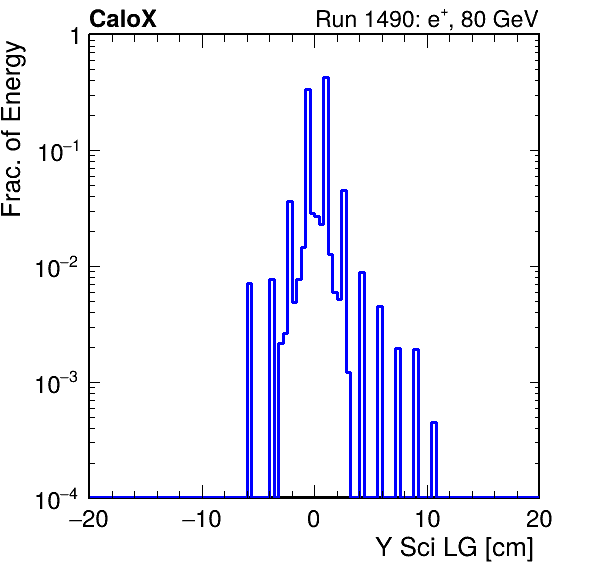 CaloX Run 1490: e⁺, 80 GeV
Frac. of Energy
1
10⁻¹
10⁻²
10⁻³
10⁻⁴
−20 −10 0 10 20
Y Sci LG [cm]